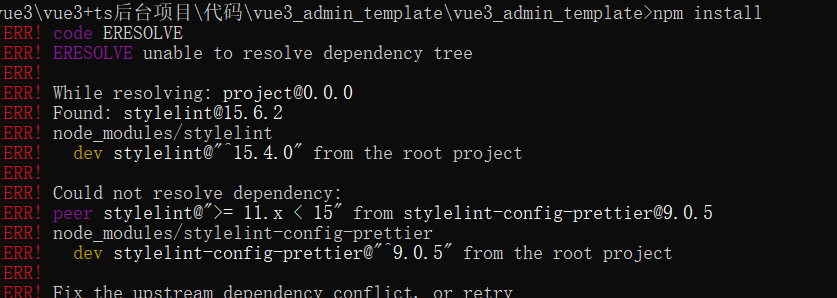 vue3\vue3+ts后台项目\代码\vue3_admin_template\vue3_admin_template>npm install
ERR! code ERESOLVE
ERR! ERESOLVE unable to resolve dependency tree
ERR!
ERR! While resolving: project@0.0.0
ERR! Found: stylelint@15.6.2
ERR! node_modules/stylelint
ERR!   dev stylelint@"^15.4.0" from the root project
ERR!
ERR! Could not resolve dependency:
ERR! peer stylelint@">= 11.x < 15" from stylelint-config-prettier@9.0.5
ERR! node_modules/stylelint-config-prettier
ERR!   dev stylelint-config-prettier@"^9.0.5" from the root project
ERR!
ERR! Fix the upstream dependency conflict, or retry